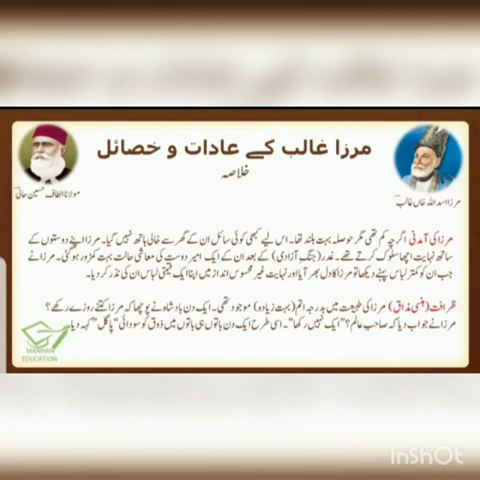 مرزا غالب کے عادات و خصائل
خلاصہ
مولانا الطاف حسین حالیؔ
مرزا اسد اللہ خاں غالبؔ
مرزا کی آمدنی اگرچہ کم تھی مگر حوصلہ بہت بلند تھا۔ اس لیے کبھی کوئی سائل ان کے گھر سے خالی ہاتھ نہیں گیا۔ مرزا اپنے دوستوں کے
ساتھ نہایت اچھا سلوک کرتے تھے۔ غدر (جنگِ آزادی) کے بعد ان کے ایک امیر دوست کی معاشی حالت بہت کمزور ہو گئی۔ مرزا نے
جب ان کو کمتر لباس پہنے دیکھا تو مرزا کا دل بھر آیا اور نہایت غیر محسوس انداز میں اپنا ایک قیمتی لباس ان کی نذر کر دیا۔
ظرافت (ہنسی مذاق) مرزا کی طبیعت میں بدرجہ اتم (بہت زیادہ) موجود تھی۔ ایک دن بادشاہ نے پوچھا کہ مرزا کتنے روزے رکھے؟
مرزا نے جواب دیا کہ صاحبِ عالم؟ "ایک نہیں رکھا"۔ اسی طرح ایک دن باتوں ہی باتوں میں ذوق کو سودائی "پاگل" کہہ دیا۔
MANNAN
EDUCATION
InShOt